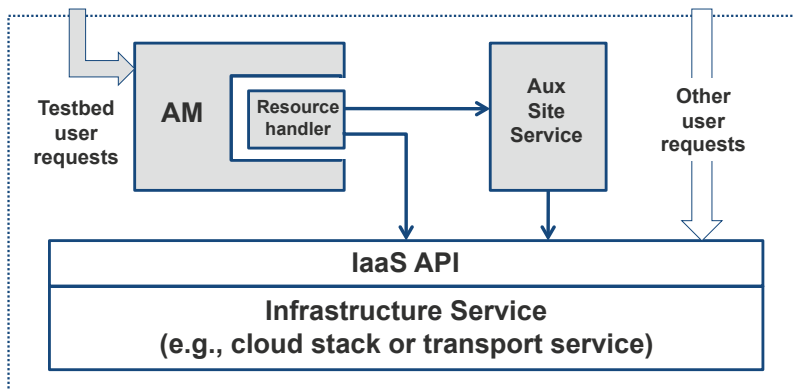 Testbed
user
requests
AM
Resource
handler
Aux
Site
Service
Other
user
requests
IaaS API
Infrastructure Service
(e.g., cloud stack or transport service)